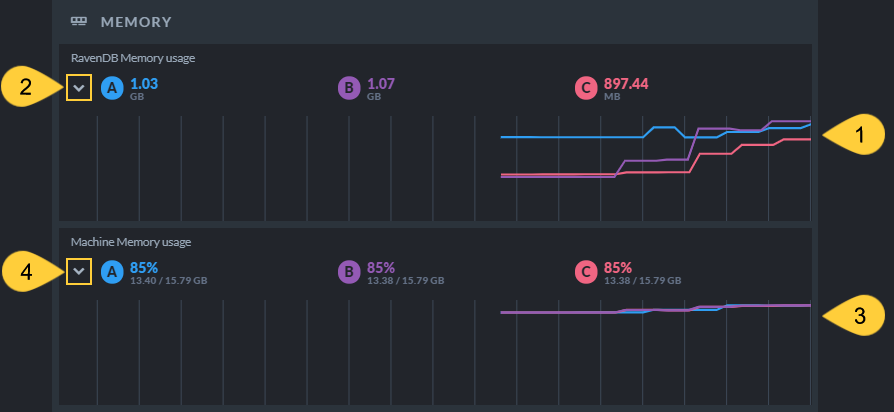 MEMORY
RavenDB Memory usage
2
A 1.03 GB
B 1.07 GB
C 897.44 MB
1
Machine Memory usage
4
A 85% 13.40 / 15.79 GB
B 85% 13.38 / 15.79 GB
C 85% 13.38 / 15.79 GB
3